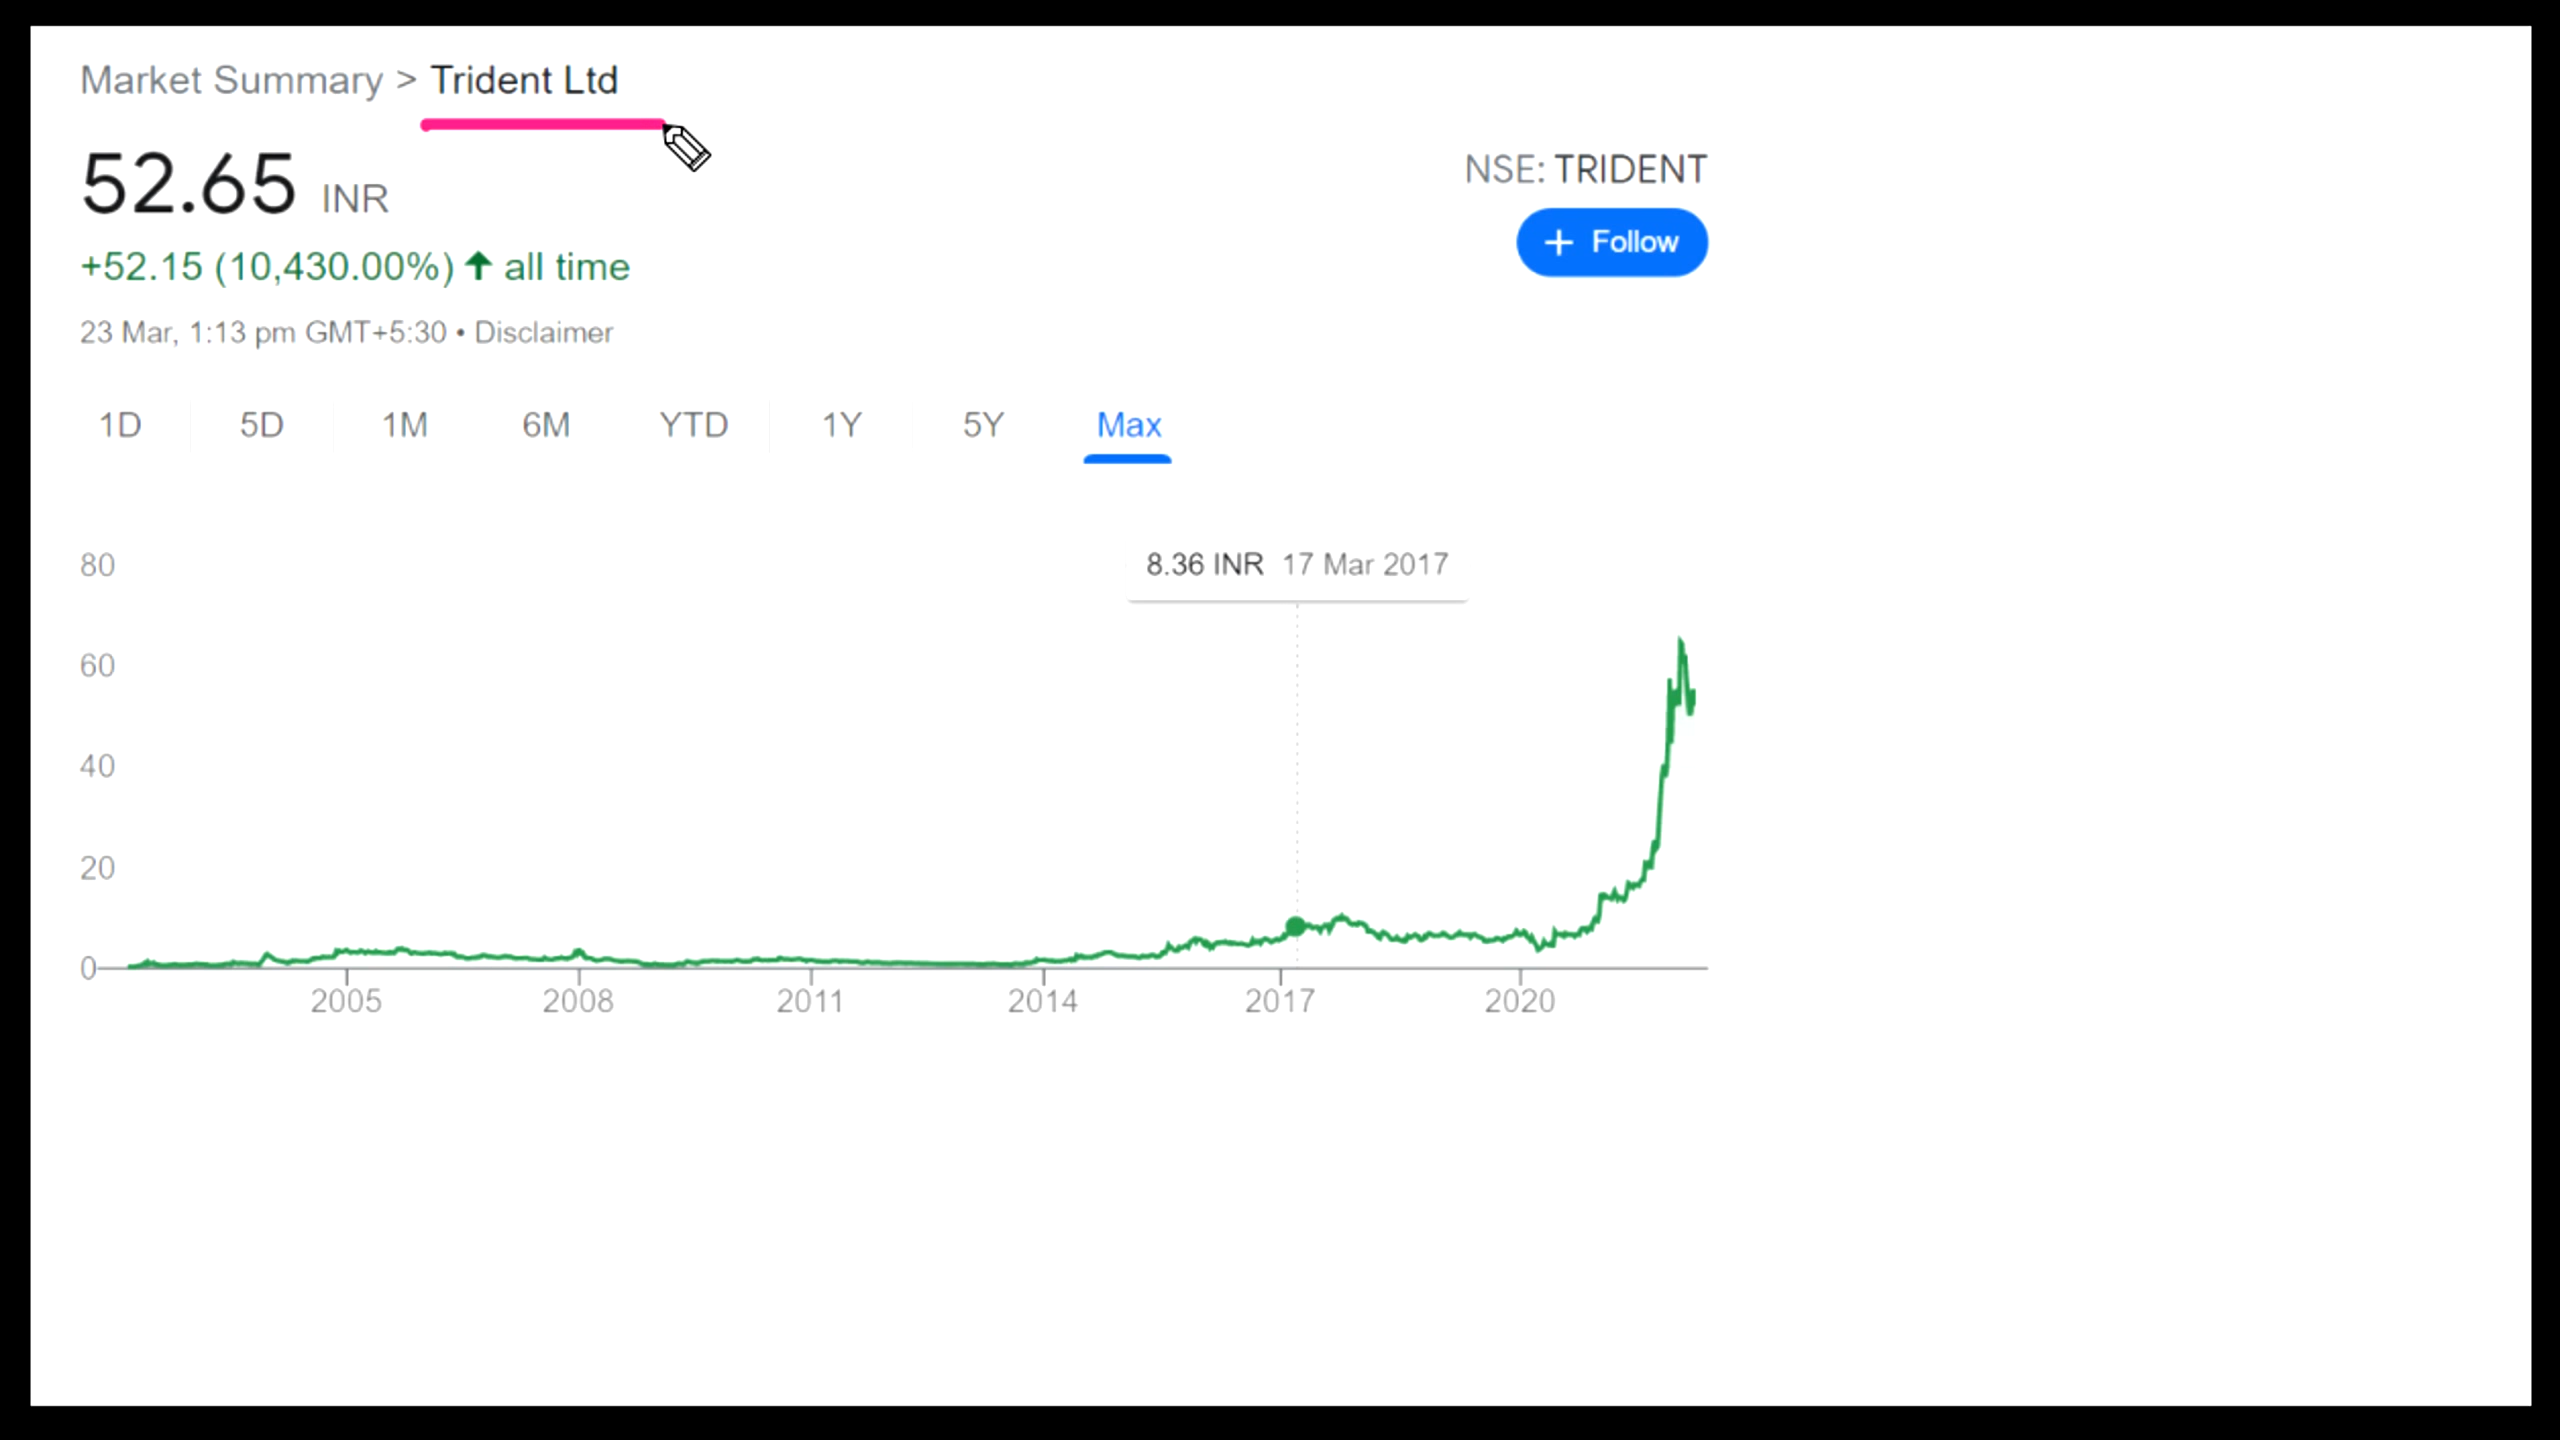 Market Summary > Trident Ltd
52.65 INR
NSE: TRIDENT
+ Follow
+52.15 (10,430.00%) ↑ all time
23 Mar, 1:13 pm GMT+5:30 • Disclaimer
1D 5D 1M 6M YTD 1Y 5Y Max
8.36 INR 17 Mar 2017
80
60
40
20
0
2005 2008 2011 2014 2017 2020